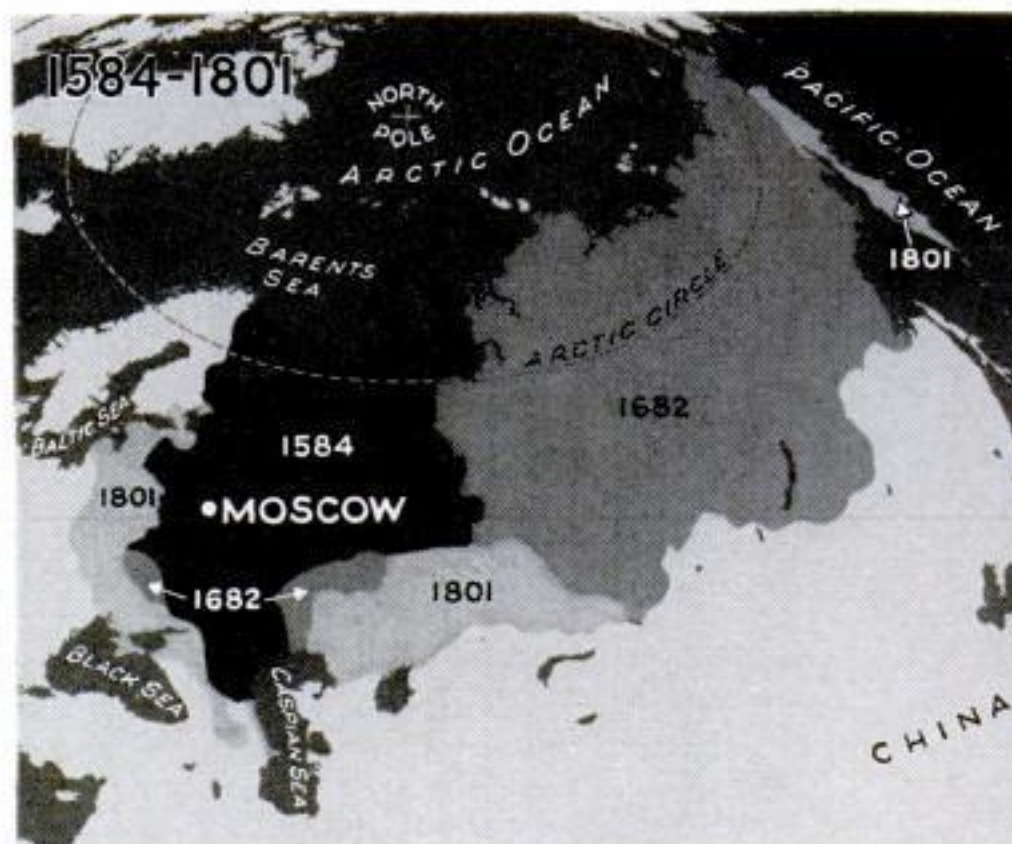 1584-1801
NORTH
POLE
ARCTIC OCEAN
PACIFIC OCEAN
BARENTS
SEA
1801
ARCTIC CIRCLE
1682
BALTIC SEA
1584
1801
MOSCOW
1682
1801
BLACK SEA
CASPIAN SEA
CHINA